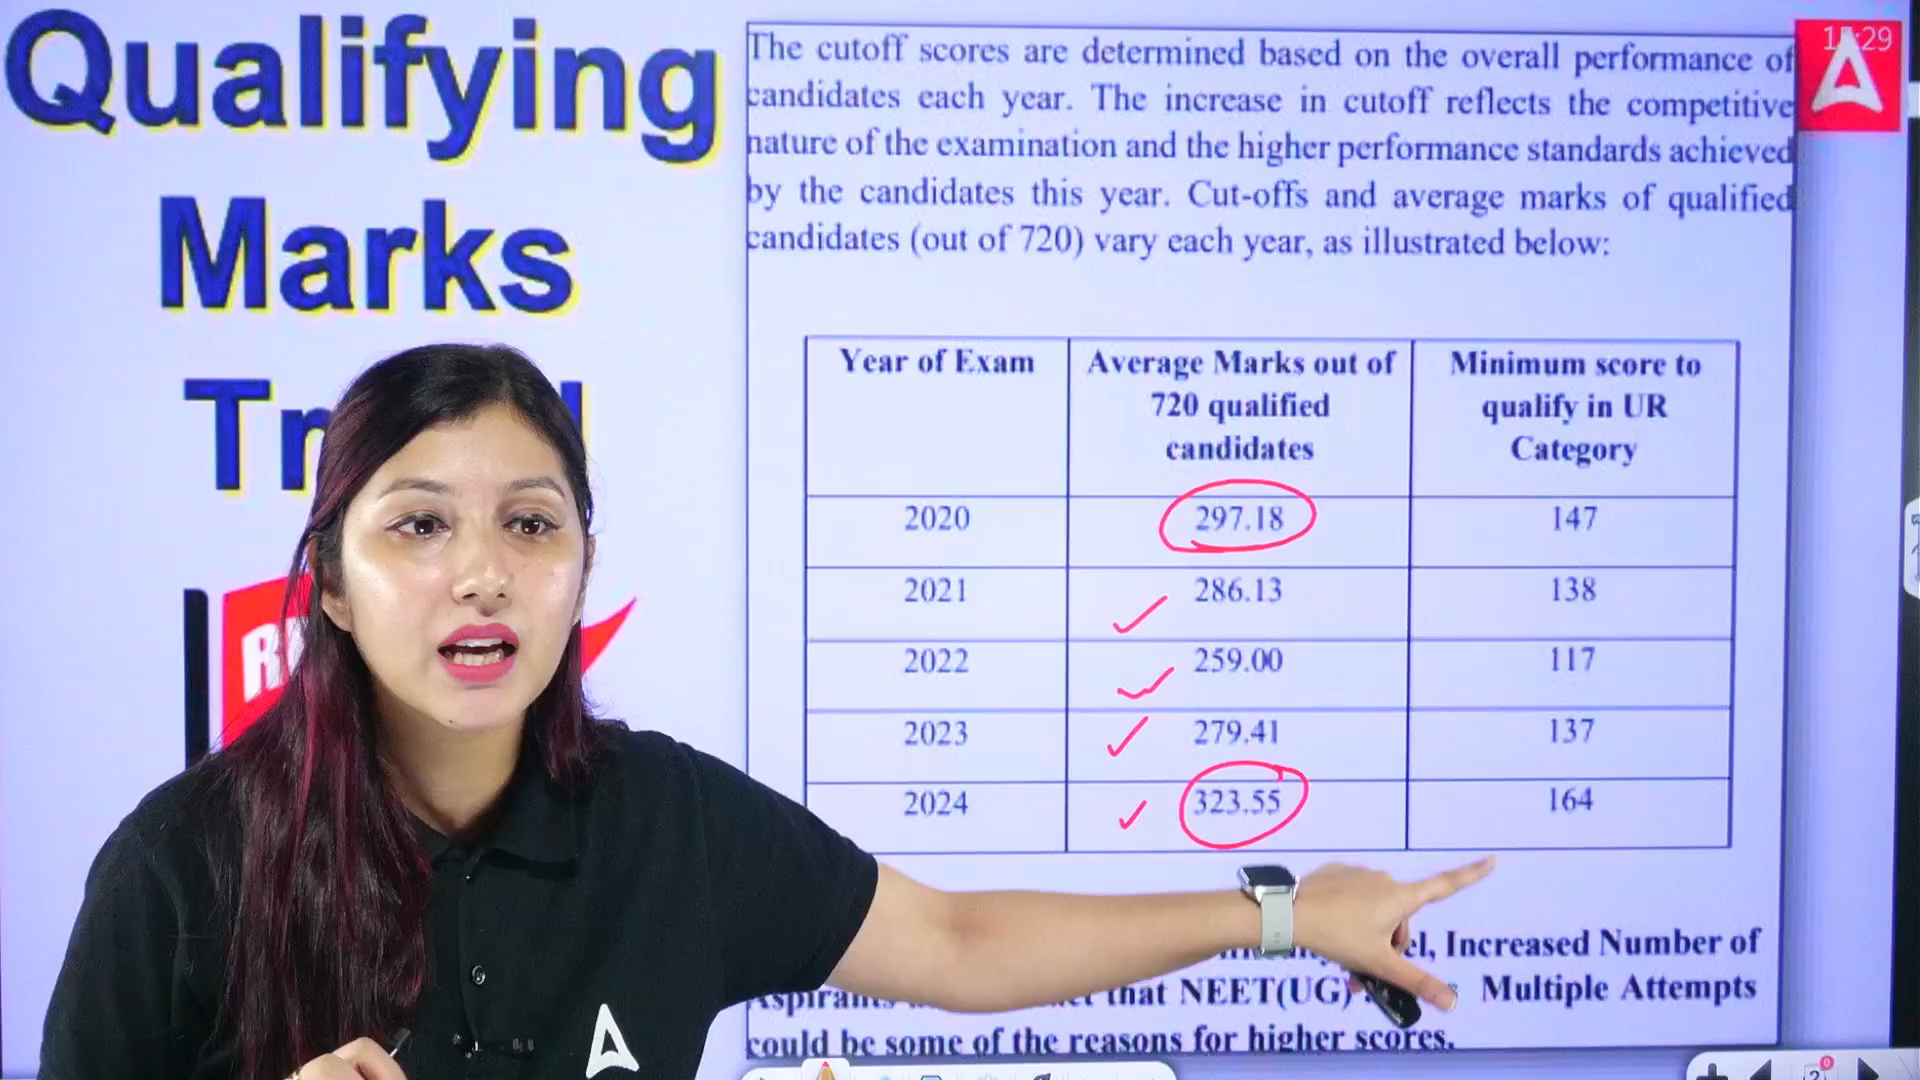 Qualifying
Marks
The cutoff scores are determined based on the overall performance of
candidates each year. The increase in cutoff reflects the competitive
nature of the examination and the higher performance standards achieved
by the candidates this year. Cut-offs and average marks of qualified
candidates (out of 720) vary each year, as illustrated below:
Year of Exam
Average Marks out of
720 qualified
candidates
Minimum score to
qualify in UR
Category
2020 297.18 147
2021 286.13 138
2022 259.00 117
2023 279.41 137
2024 323.55 164
Increased Number of
that NEET(UG) Multiple Attempts
could be some of the reasons for higher scores.